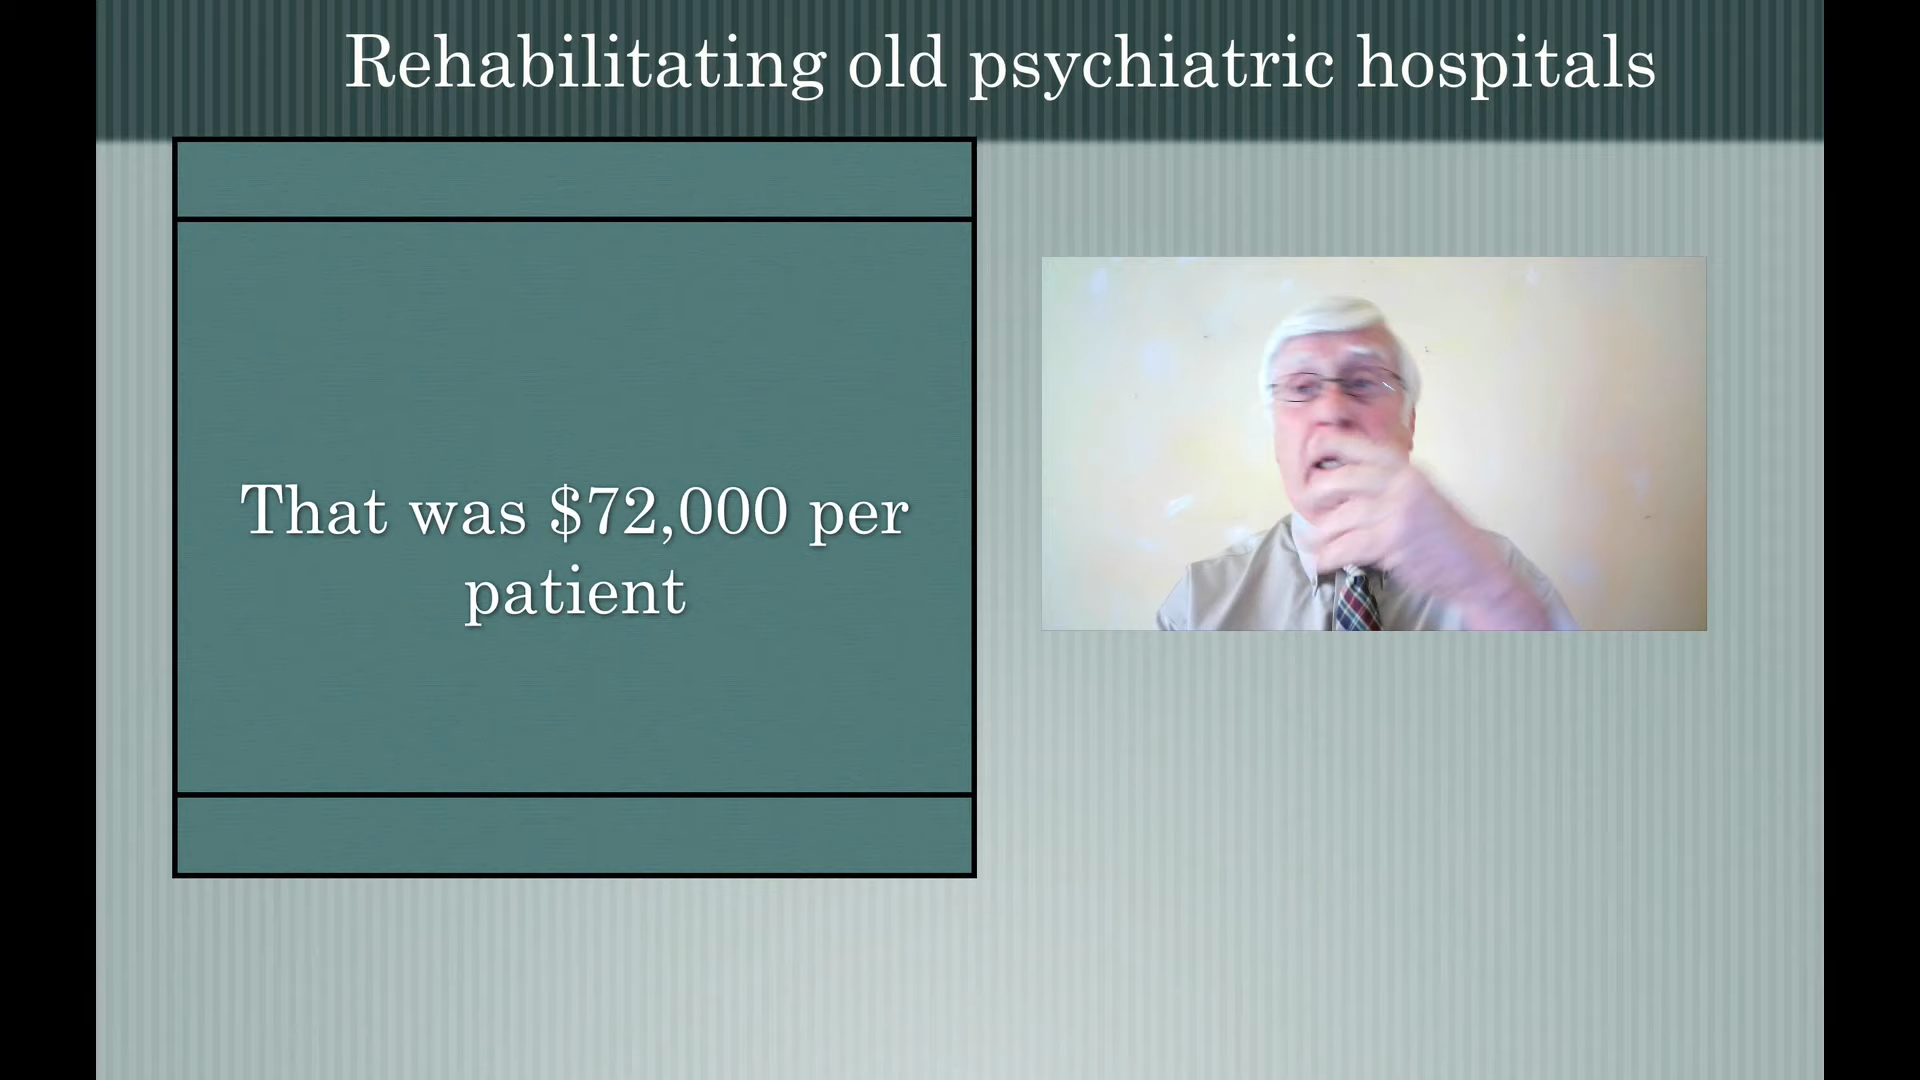 Rehabilitating old psychiatric hospitals
That was $72,000 per
patient